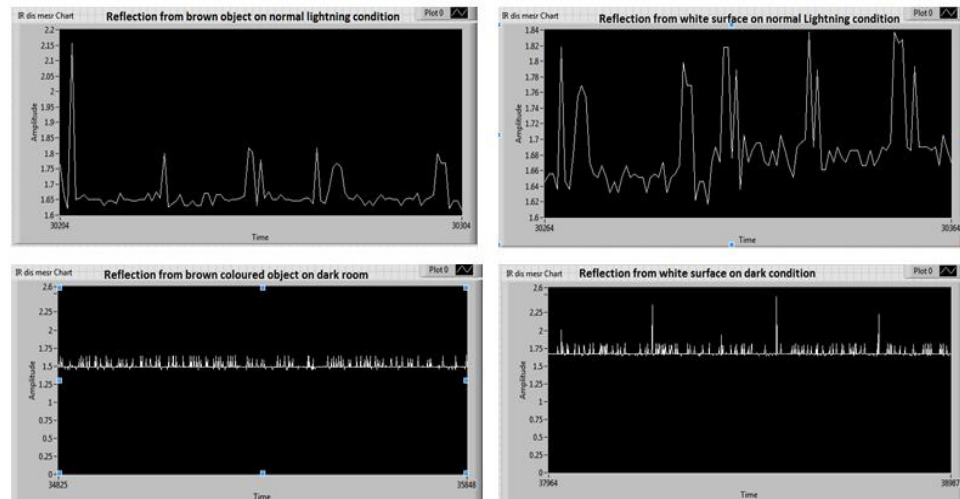 IR dis mesr Chart
Reflection from brown object on normal lightning condition
Plot 0
Amplitude
2.2
2.15
2.1
2.05
2
1.95
1.9
1.85
1.8
1.75
1.7
1.65
1.6
30204
30304
Time
Reflection from white surface on normal Lightning condition
Plot 0
IR dis mesr Chart
Amplitude
1.84
1.82
1.8
1.78
1.76
1.74
1.72
1.7
1.68
1.66
1.64
1.62
1.6
30264
30364
Time
IR dis mesr Chart
Reflection from brown coloured object on dark room
Plot 0
Amplitude
2.6
2.25
2
1.75
1.5
1.25
1
0.75
0.5
0.25
0
34825
35848
Time
IR dis mesr Chart
Reflection from white surface on dark condition
Plot 0
Amplitude
2.6
2.25
2
1.75
1.5
1.25
1
0.75
0.5
0.25
0
37964
38987
Time